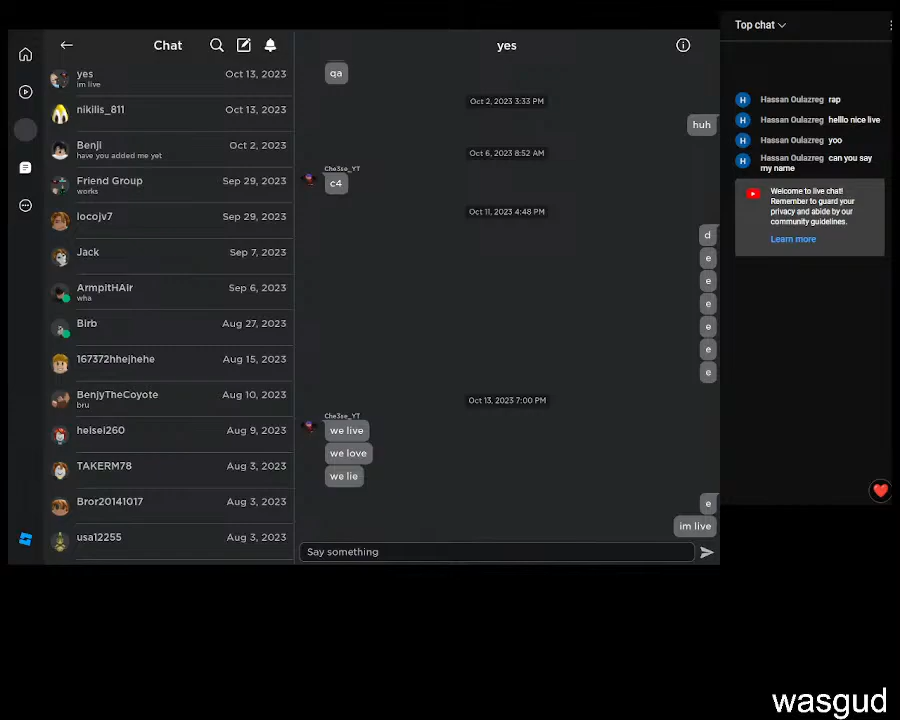 Chat
yes
Oct 13, 2023
im live
nikilis_811
Oct 13, 2023
Benji
Oct 2, 2023
have you added me yet
Friend Group
Sep 29, 2023
works
locojv7
Sep 29, 2023
Jack
Sep 7, 2023
ArmpitHAir
Sep 6, 2023
wha
Birb
Aug 27, 2023
167372hhejhehe
Aug 15, 2023
BenjyTheCoyote
Aug 10, 2023
bru
heisel260
Aug 9, 2023
TAKERM78
Aug 3, 2023
Bror20141017
Aug 3, 2023
usa12255
Aug 3, 2023
yes
qa
Oct 2, 2023 3:33 PM
huh
Oct 6, 2023 8:52 AM
Che3se_YT
c4
Oct 11, 2023 4:48 PM
d
e
e
e
e
e
e
Oct 13, 2023 7:00 PM
Che3se_YT
we live
we love
we lie
e
im live
Say something
Top chat
H Hassan Oulazreg rap
H Hassan Oulazreg helllo nice live
H Hassan Oulazreg yoo
H Hassan Oulazreg can you say
my name
Welcome to live chat!
Remember to guard your
privacy and abide by our
community guidelines.
Learn more
wasgud